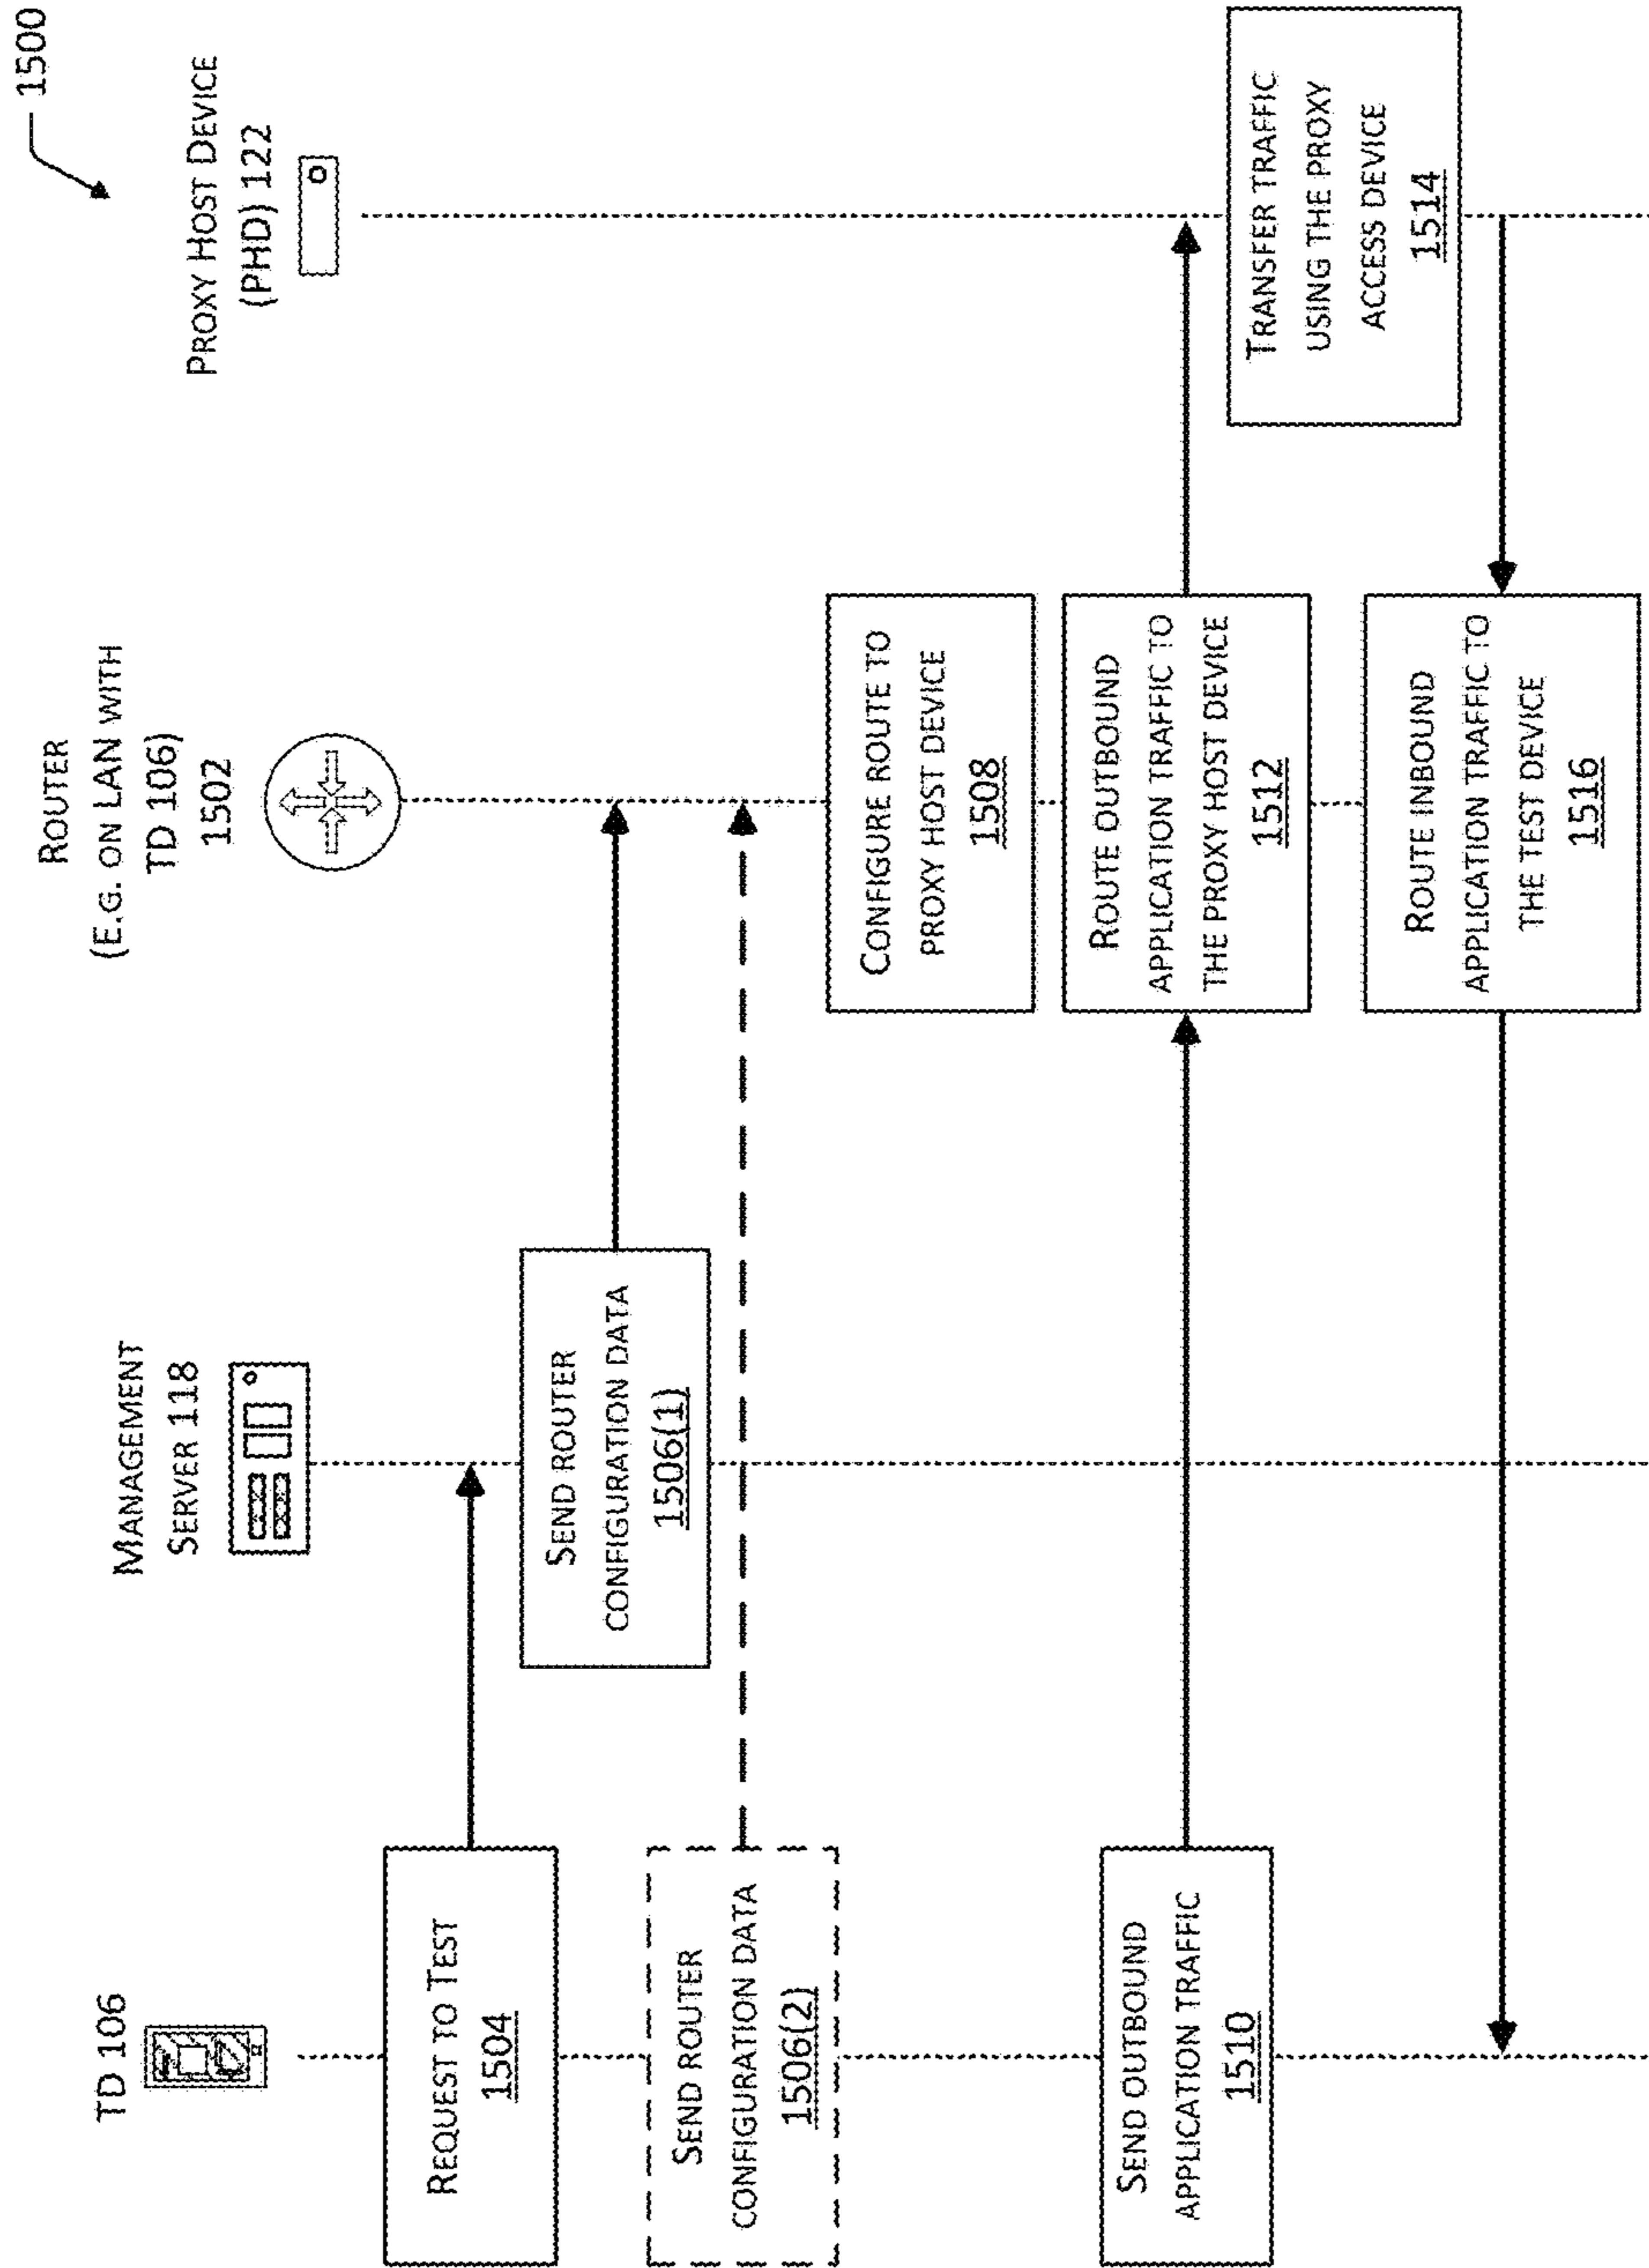 1500
TD 106
MANAGEMENT
SERVER 118
ROUTER
(E.G. ON LAN WITH
TD 106)
1502
PROXY HOST DEVICE
(PHD) 122
REQUEST TO TEST
1504
SEND ROUTER
CONFIGURATION DATA
1506(1)
SEND ROUTER
CONFIGURATION DATA
1506(2)
CONFIGURE ROUTE TO
PROXY HOST DEVICE
1508
SEND OUTBOUND
APPLICATION TRAFFIC
1510
ROUTE OUTBOUND
APPLICATION TRAFFIC TO
THE PROXY HOST DEVICE
1512
TRANSFER TRAFFIC
USING THE PROXY
ACCESS DEVICE
1514
ROUTE INBOUND
APPLICATION TRAFFIC TO
THE TEST DEVICE
1516